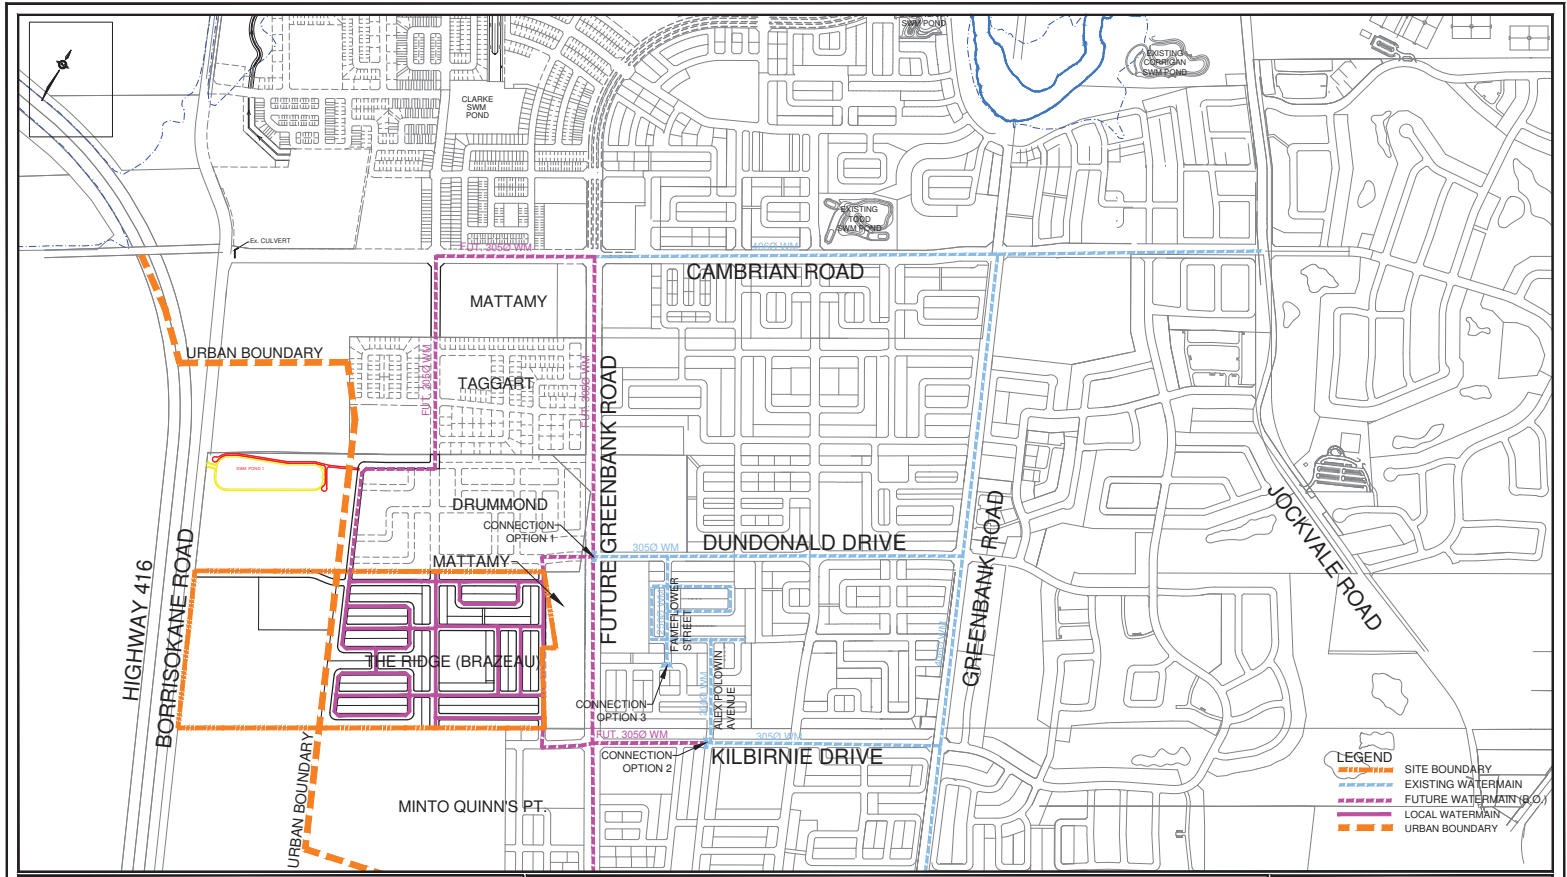 SWM POND
EXISTING
CORRIGAN
SWM POND
CLARKE
SWM
POND
EXISTING
TODD
SWM POND
Ex. CULVERT
FUT. 305Ø WM
406Ø WM
CAMBRIAN ROAD
MATTAMY
URBAN BOUNDARY
FUT. 305Ø WM
TAGGART
FUT. 305Ø WM
FUTURE GREENBANK ROAD
SWM POND 1
DRUMMOND
CONNECTION
OPTION 1
305Ø WM
DUNDONALD DRIVE
GREENBANK ROAD
JOCKVALE ROAD
HIGHWAY 416
BORRISOKANE ROAD
MATTAMY
FAMEFLOWER
STREET
THE RIDGE (BRAZEAU)
ALEX POLOWIN
AVENUE
CONNECTION
OPTION 3
FUT. 305Ø WM
305Ø WM
CONNECTION
OPTION 2
KILBIRNIE DRIVE
URBAN BOUNDARY
MINTO QUINN'S PT.
LEGEND
SITE BOUNDARY
EXISTING WATERMAIN
FUTURE WATERMAIN (B.O.)
LOCAL WATERMAIN
URBAN BOUNDARY